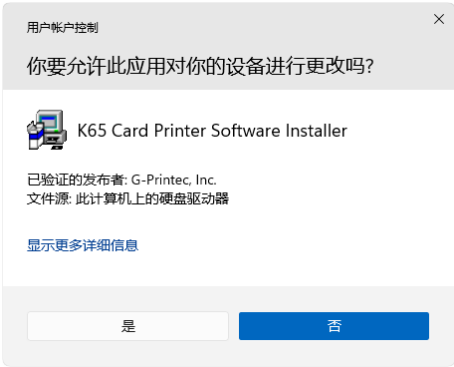 用户帐户控制
你要允许此应用对你的设备进行更改吗?
K65 Card Printer Software Installer
已验证的发布者: G-Printec, Inc.
文件源: 此计算机上的硬盘驱动器
显示更多详细信息
是
否